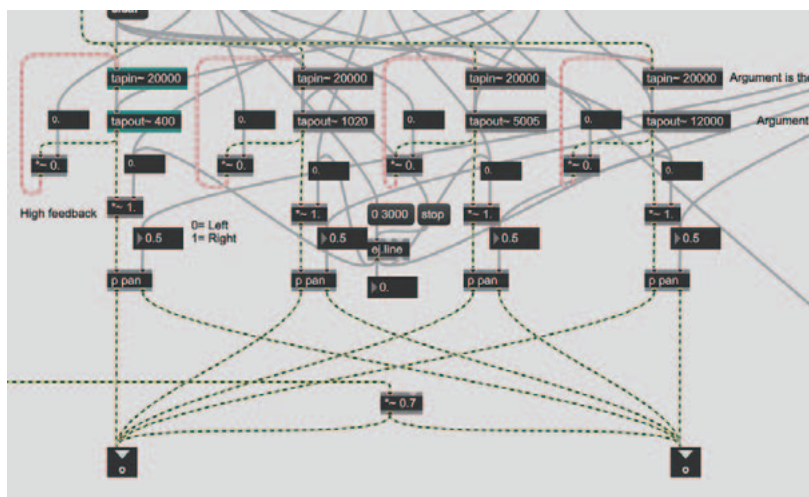 tapin~ 20000
tapin~ 20000
tapin~ 20000
tapin~ 20000
Argument is the
0.
tapout~ 400
0.
tapout~ 1020
0.
tapout~ 5005
0.
tapout~ 12000
Argument
*~ 0.
0.
*~ 0.
0.
*~ 0.
0.
*~ 0.
0.
High feedback
*~ 1.
*~ 1.
0 3000
stop
*~ 1.
*~ 1.
0.5
0= Left
1= Right
0.5
ej.line
0.5
0.5
p pan
p pan
0.
p pan
p pan
*~ 0.7